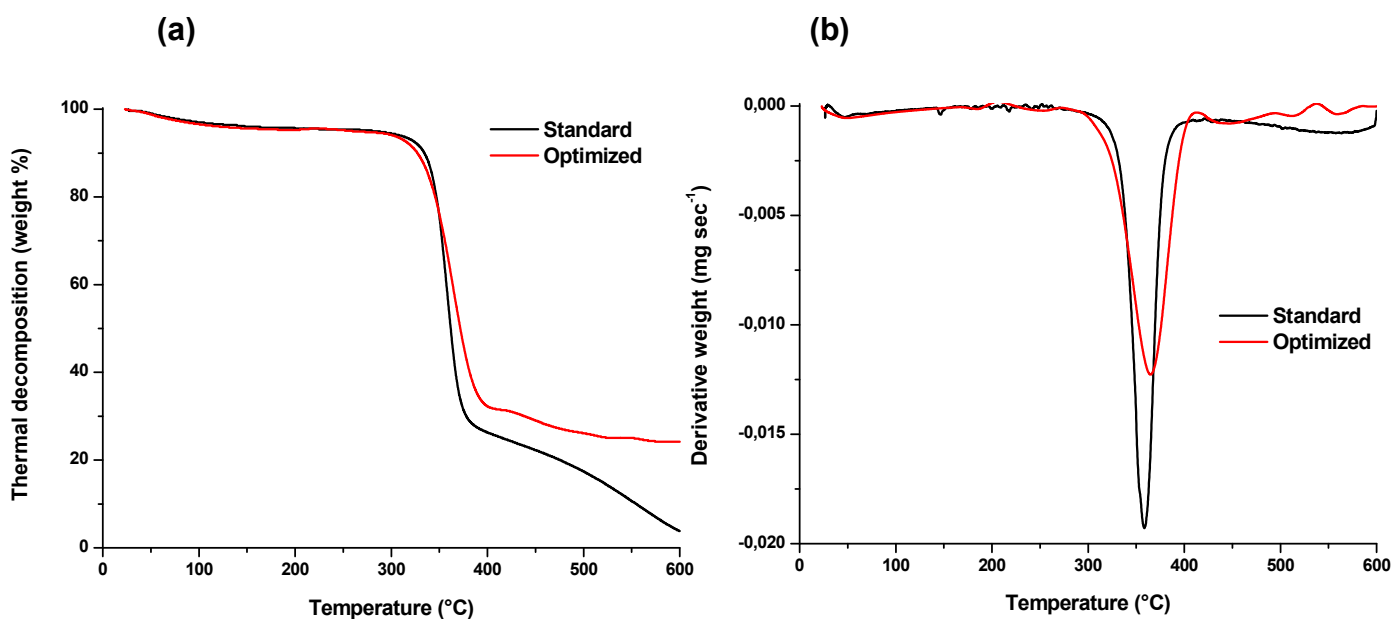 (a)
100
80
60
40
20
0
0
100
200
300
400
500
600
Thermal decomposition (weight %)
Temperature (°C)
Standard
Optimized
(b)
0,000
-0,005
-0,010
-0,015
-0,020
0
100
200
300
400
500
600
Derivative weight (mg sec⁻¹)
Temperature (°C)
Standard
Optimized